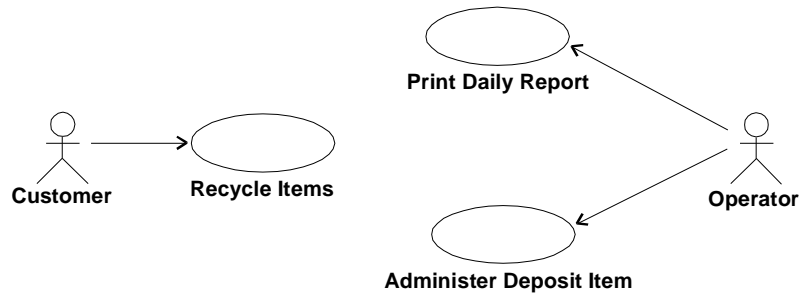 Print Daily Report
Customer
Recycle Items
Operator
Administer Deposit Item